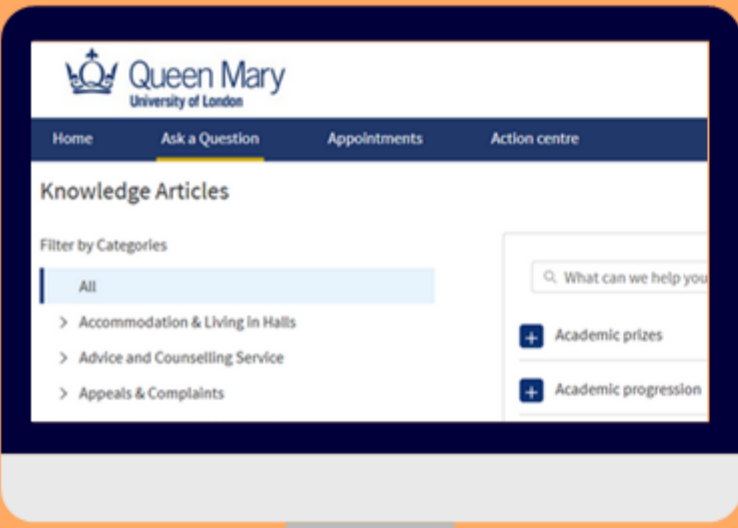 Queen Mary
University of London
Home Ask a Question Appointments Action centre
Knowledge Articles
Filter by Categories
All
Accommodation & Living in Halls
Advice and Counselling Service
Appeals & Complaints
What can we help you
Academic prizes
Academic progression